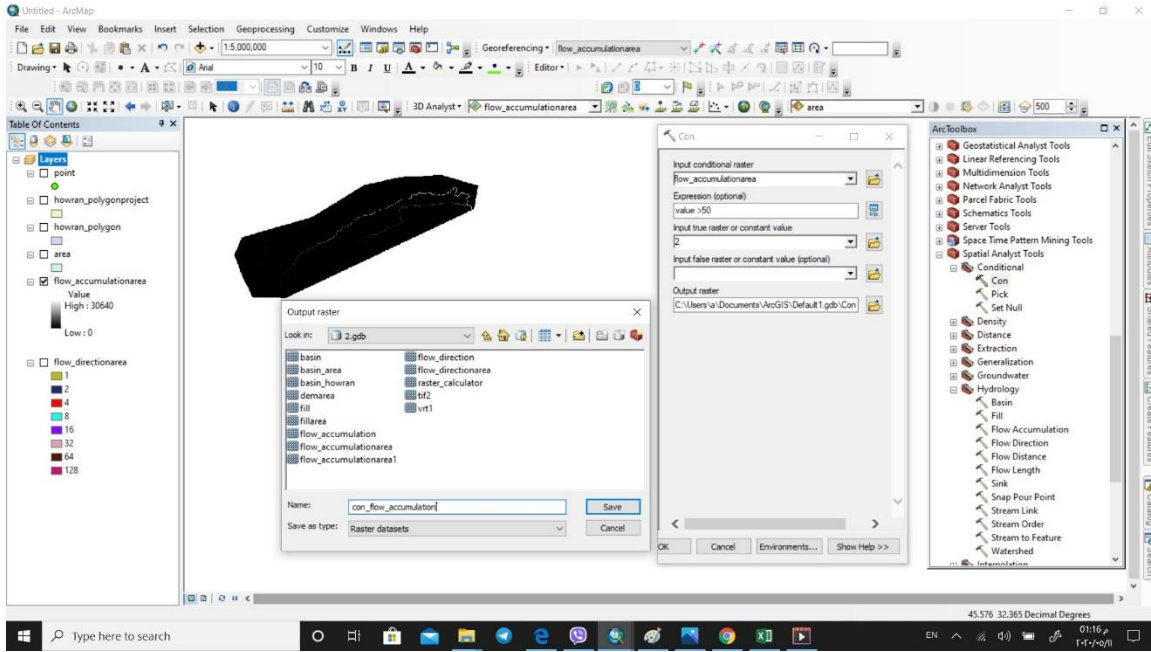 Untitled - ArcMap
File Edit View Bookmarks Insert Selection Geoprocessing Customize Windows Help
1:5,000,000
Georeferencing flow_accumulationarea
Drawing A Arial 10 B I U A Editor
3D Analyst flow_accumulationarea area 500
Table Of Contents
Layers
point
howran_polygonproject
howran_polygon
area
flow_accumulationarea
Value
High : 30640
Low : 0
flow_directionarea
1
2
4
8
16
32
64
128
Output raster
Look in: 2.gdb
basin
basin_area
basin_howran
demarea
fill
fillarea
flow_accumulation
flow_accumulationarea
flow_accumulationarea1
flow_direction
flow_directionarea
raster_calculator
tif2
vrt1
Name: con_flow_accumulation Save
Save as type: Raster datasets Cancel
Con
Input conditional raster
flow_accumulationarea
Expression (optional)
value >50
Input true raster or constant value
2
Input false raster or constant value (optional)
Output raster
C:\Users\a\Documents\ArcGIS\Default1.gdb\Con
OK Cancel Environments... Show Help >>
ArcToolbox
Geostatistical Analyst Tools
Linear Referencing Tools
Multidimension Tools
Network Analyst Tools
Parcel Fabric Tools
Schematics Tools
Server Tools
Space Time Pattern Mining Tools
Spatial Analyst Tools
Conditional
Con
Pick
Set Null
Density
Distance
Extraction
Generalization
Groundwater
Hydrology
Basin
Fill
Flow Accumulation
Flow Direction
Flow Distance
Flow Length
Sink
Snap Pour Point
Stream Link
Stream Order
Stream to Feature
Watershed
Interpolation
45.576 32.365 Decimal Degrees
Type here to search
EN
01:16 م
٢٠٢٠/٠٥/١١